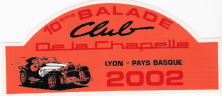 10ème BALADE
Club
De la Chapelle
LYON - PAYS BASQUE
2002